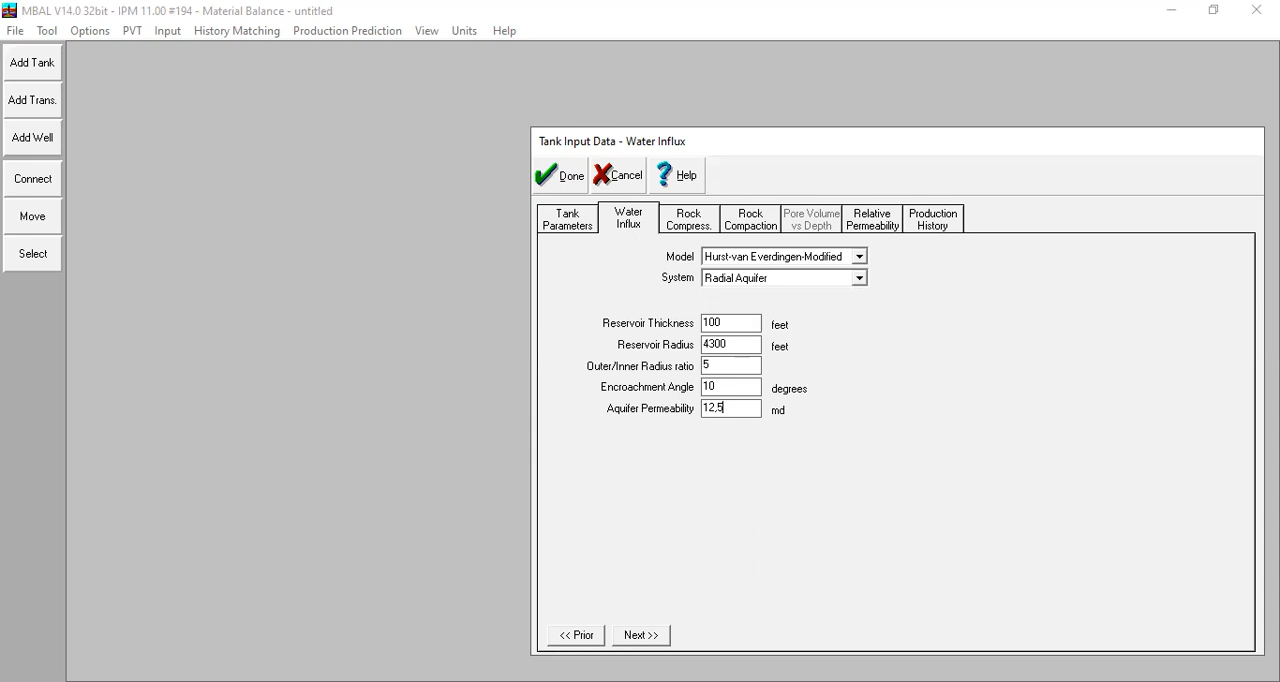 MBAL V14.0 32bit - IPM 11.00 #194 - Material Balance - untitled
File Tool Options PVT Input History Matching Production Prediction View Units Help
Add Tank
Add Trans.
Add Well
Connect
Move
Select
Tank Input Data - Water Influx
Done Cancel Help
Tank Parameters
Water Influx
Rock Compress.
Rock Compaction
Pore Volume vs Depth
Relative Permeability
Production History
Model Hurst-van Everdingen-Modified
System Radial Aquifer
Reservoir Thickness 100 feet
Reservoir Radius 4300 feet
Outer/Inner Radius ratio 5
Encroachment Angle 10 degrees
Aquifer Permeability 12,5 md
<< Prior Next >>